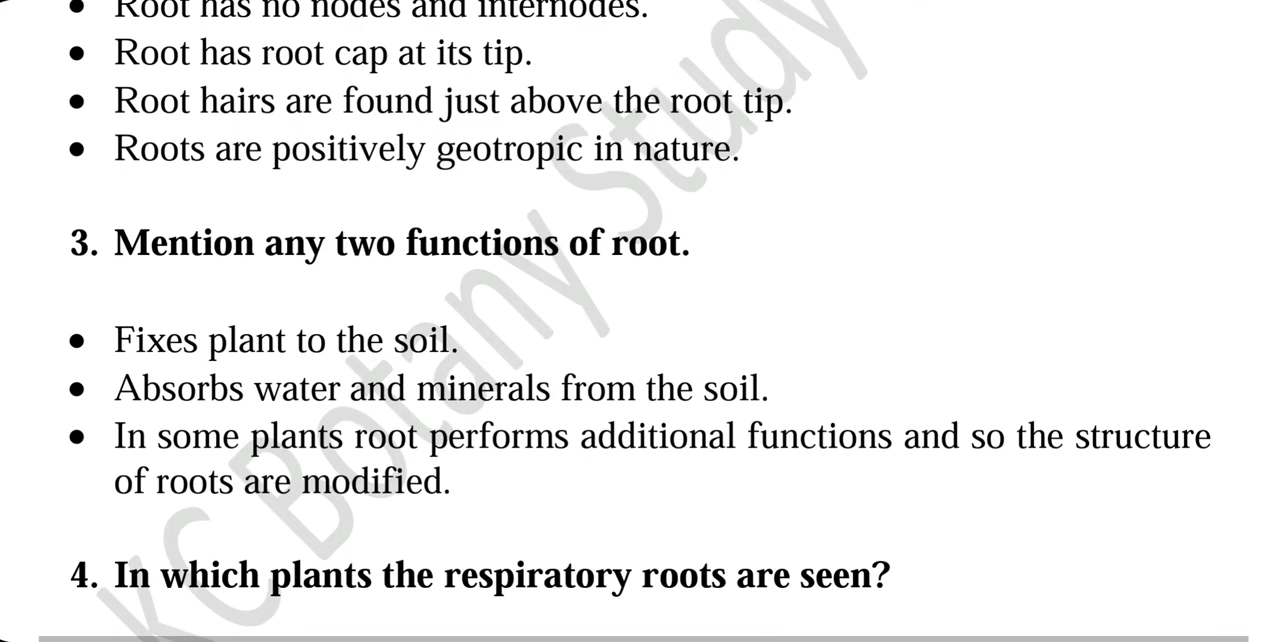 • Root has no nodes and internodes.
• Root has root cap at its tip.
• Root hairs are found just above the root tip.
• Roots are positively geotropic in nature.
3. Mention any two functions of root.
• Fixes plant to the soil.
• Absorbs water and minerals from the soil.
• In some plants root performs additional functions and so the structure
of roots are modified.
4. In which plants the respiratory roots are seen?
KC Botany Study